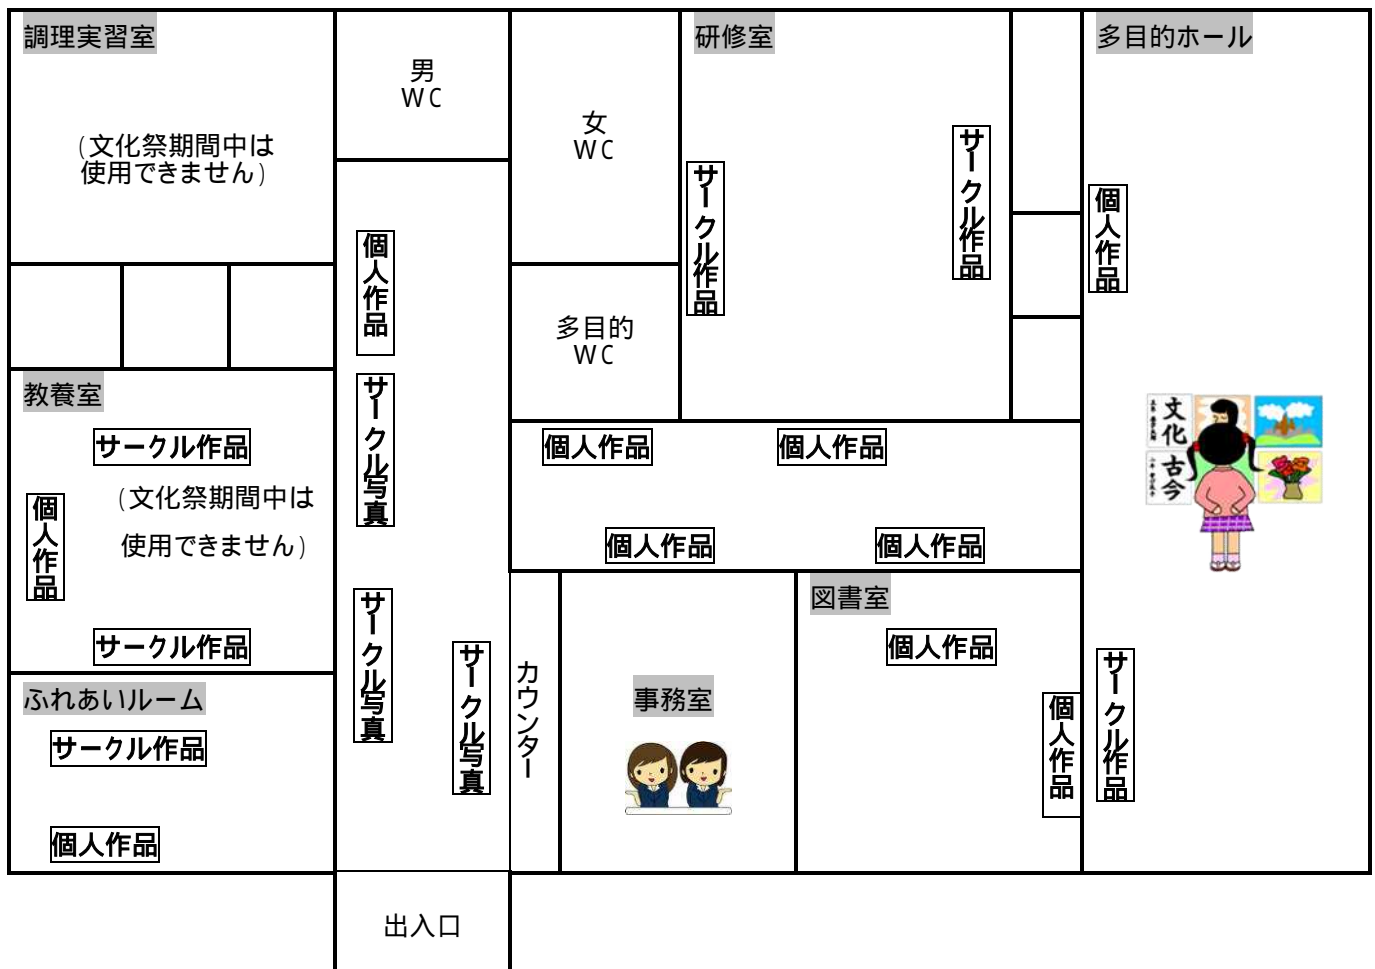 調理実習室
(文化祭期間中は
使用できません)
男
WC
女
WC
多目的
WC
研修室
サークル作品
サークル作品
多目的ホール
個人作品
文化
古今
サークル作品
個人作品
サークル写真
サークル写真
サークル写真
教養室
サークル作品
(文化祭期間中は
使用できません)
個人作品
サークル作品
ふれあいルーム
サークル作品
個人作品
個人作品
個人作品
個人作品
個人作品
カウンター
事務室
図書室
個人作品
個人作品
出入口